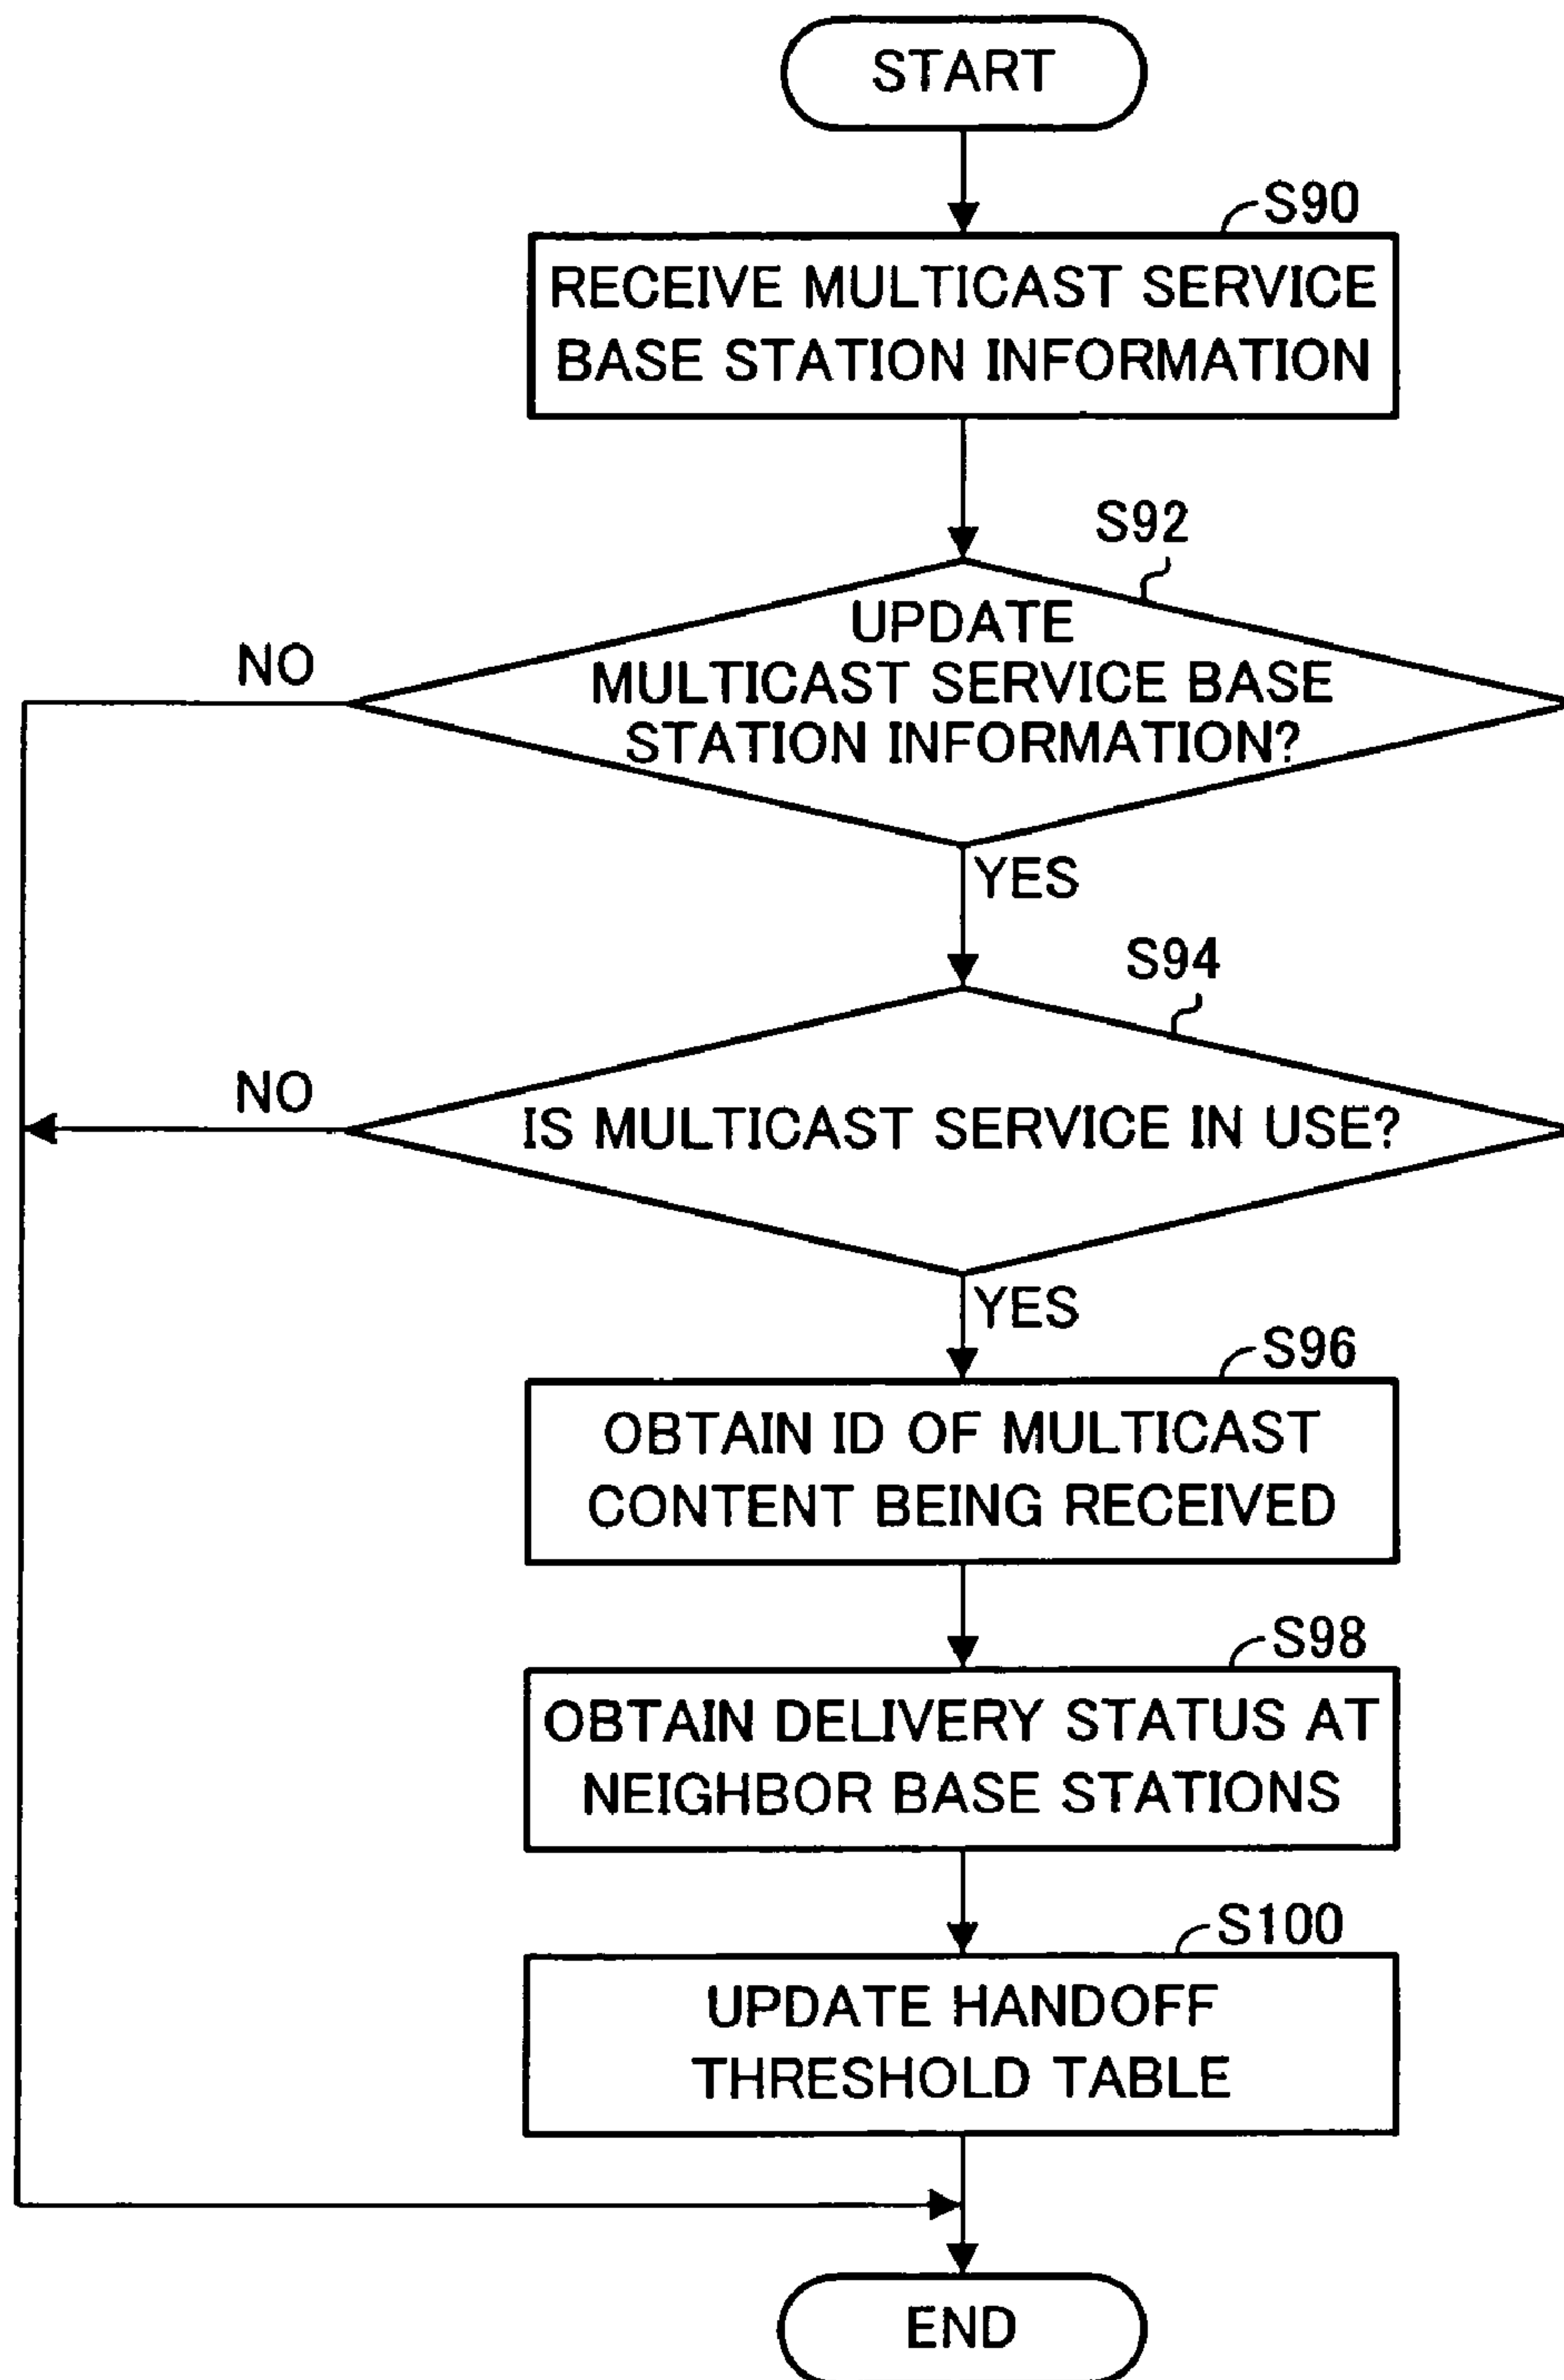 START
S90
RECEIVE MULTICAST SERVICE
BASE STATION INFORMATION
S92
UPDATE
MULTICAST SERVICE BASE
STATION INFORMATION?
NO
YES
S94
IS MULTICAST SERVICE IN USE?
NO
YES
S96
OBTAIN ID OF MULTICAST
CONTENT BEING RECEIVED
S98
OBTAIN DELIVERY STATUS AT
NEIGHBOR BASE STATIONS
S100
UPDATE HANDOFF
THRESHOLD TABLE
END